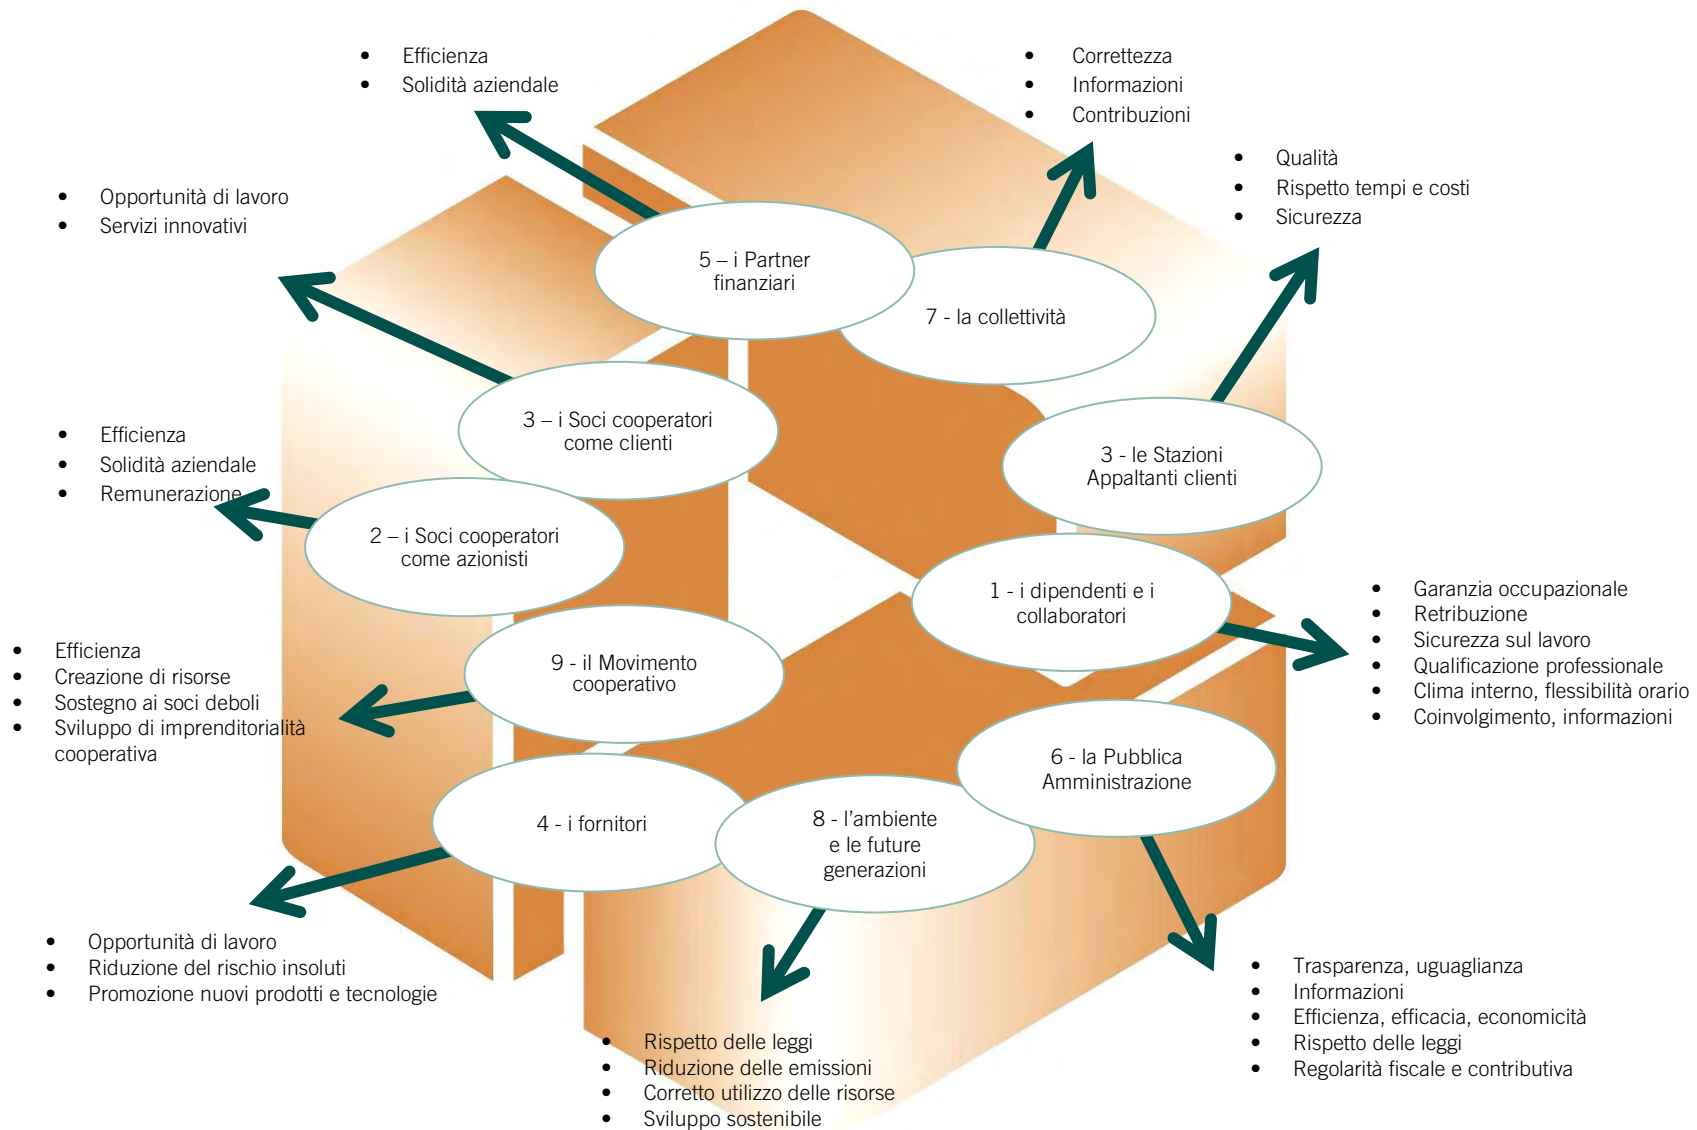 • Efficienza
• Solidità aziendale
• Correttezza
• Informazioni
• Contribuzioni
• Qualità
• Rispetto tempi e costi
• Sicurezza
• Opportunità di lavoro
• Servizi innovativi
5 – i Partner
finanziari
7 - la collettività
3 – i Soci cooperatori
come clienti
3 - le Stazioni
Appaltanti clienti
• Efficienza
• Solidità aziendale
• Remunerazione
2 – i Soci cooperatori
come azionisti
1 - i dipendenti e i
collaboratori
• Garanzia occupazionale
• Retribuzione
• Sicurezza sul lavoro
• Qualificazione professionale
• Clima interno, flessibilità orario
• Coinvolgimento, informazioni
• Efficienza
• Creazione di risorse
• Sostegno ai soci deboli
• Sviluppo di imprenditorialità
cooperativa
9 - il Movimento
cooperativo
6 - la Pubblica
Amministrazione
4 - i fornitori
8 - l'ambiente
e le future
generazioni
• Opportunità di lavoro
• Riduzione del rischio insoluti
• Promozione nuovi prodotti e tecnologie
• Trasparenza, uguaglianza
• Informazioni
• Efficienza, efficacia, economicità
• Rispetto delle leggi
• Regolarità fiscale e contributiva
• Rispetto delle leggi
• Riduzione delle emissioni
• Corretto utilizzo delle risorse
• Sviluppo sostenibile